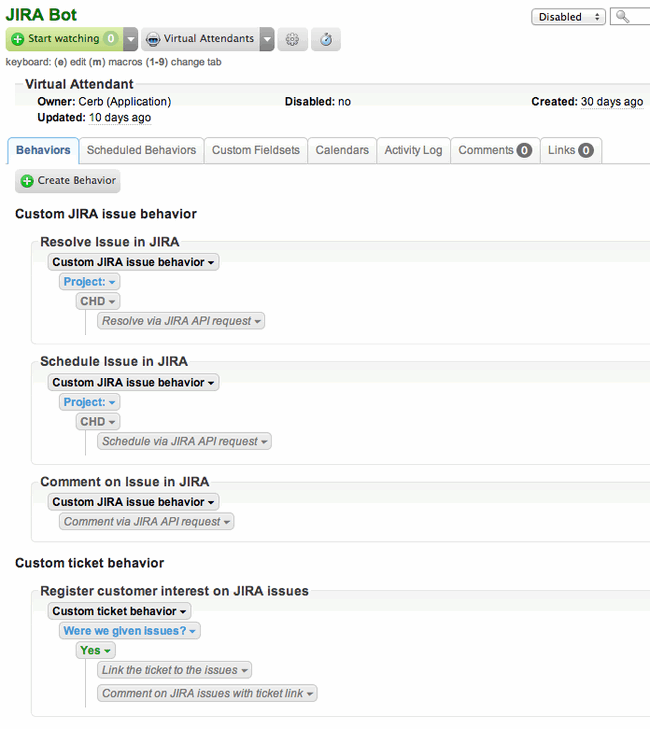 JIRA Bot
Disabled
Start watching 0 Virtual Attendants
keyboard: (e) edit (m) macros (1-9) change tab
Virtual Attendant
Owner: Cerb (Application) Disabled: no Created: 30 days ago
Updated: 10 days ago
Behaviors Scheduled Behaviors Custom Fieldsets Calendars Activity Log Comments 0 Links 0
Create Behavior
Custom JIRA issue behavior
Resolve Issue in JIRA
Custom JIRA issue behavior
Project:
CHD
Resolve via JIRA API request
Schedule Issue in JIRA
Custom JIRA issue behavior
Project:
CHD
Schedule via JIRA API request
Comment on Issue in JIRA
Custom JIRA issue behavior
Comment via JIRA API request
Custom ticket behavior
Register customer interest on JIRA issues
Custom ticket behavior
Were we given issues?
Yes
Link the ticket to the issues
Comment on JIRA issues with ticket link